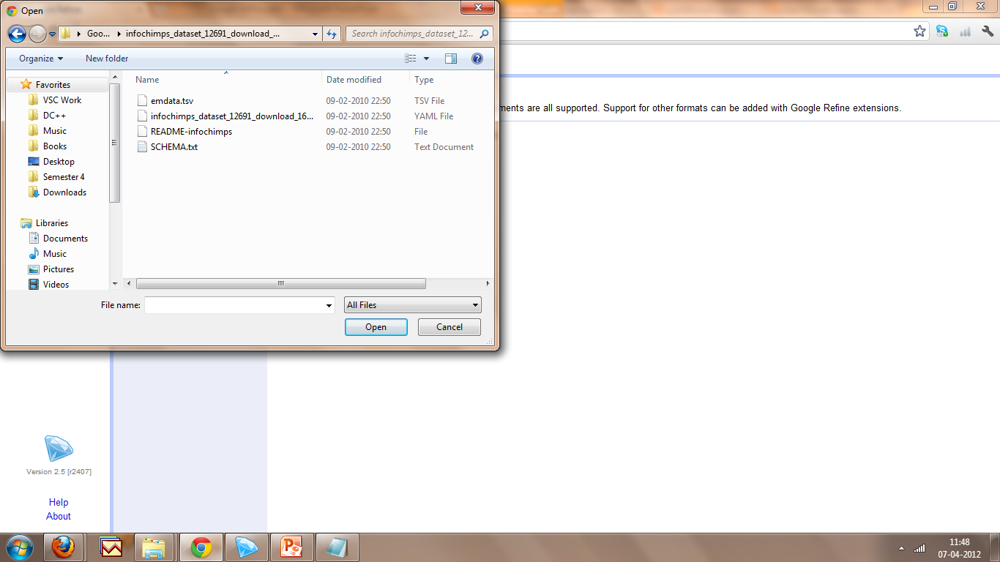 Open
Goo... infochimps_dataset_12691_download_... Search infochimps_dataset_12...
Organize New folder
Name Date modified Type
emdata.tsv 09-02-2010 22:50 TSV File
infochimps_dataset_12691_download_16... 09-02-2010 22:50 YAML File
README-infochimps 09-02-2010 22:50 File
SCHEMA.txt 09-02-2010 22:50 Text Document
Favorites
VSC Work
DC++
Music
Books
Desktop
Semester 4
Downloads
Libraries
Documents
Music
Pictures
Videos
File name: All Files
Open Cancel
ments are all supported. Support for other formats can be added with Google Refine extensions.
Version 2.5 [r2407]
Help
About
11:48
07-04-2012